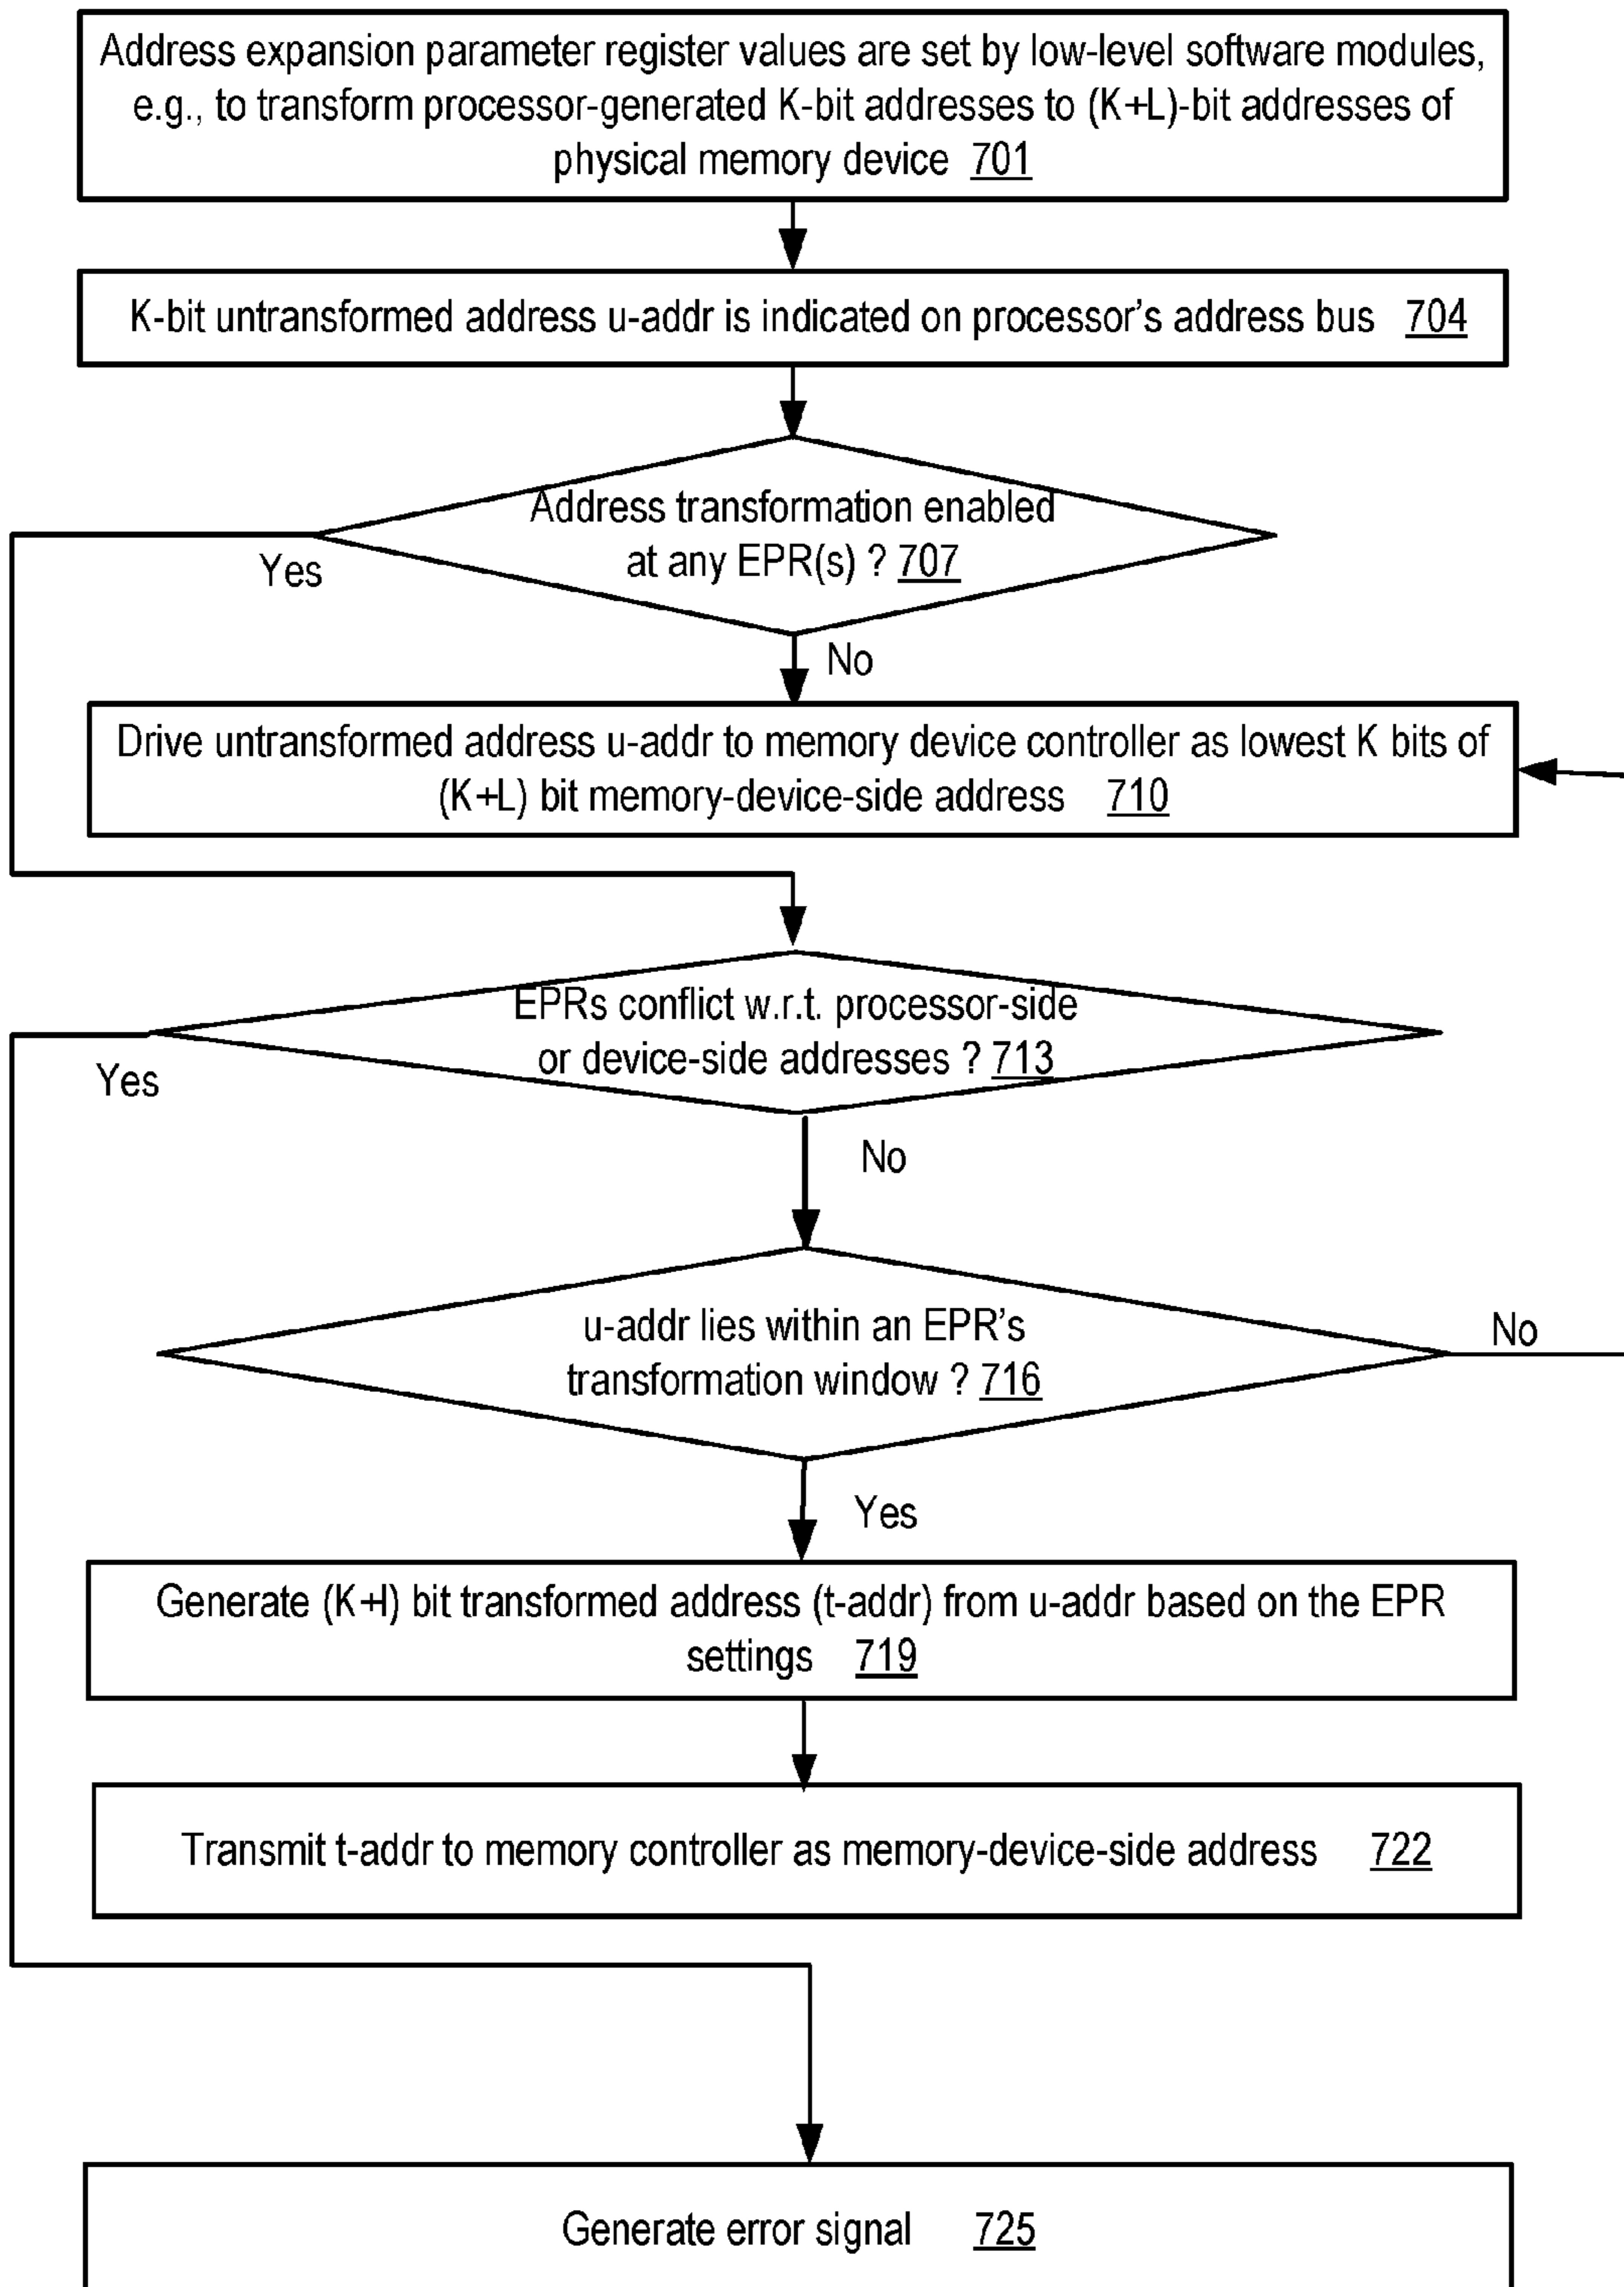 Address expansion parameter register values are set by low-level software modules,
e.g., to transform processor-generated K-bit addresses to (K+L)-bit addresses of
physical memory device 701
K-bit untransformed address u-addr is indicated on processor's address bus 704
Address transformation enabled
at any EPR(s) ? 707
Yes
No
Drive untransformed address u-addr to memory device controller as lowest K bits of
(K+L) bit memory-device-side address 710
EPRs conflict w.r.t. processor-side
or device-side addresses ? 713
Yes
No
u-addr lies within an EPR's
transformation window ? 716
No
Yes
Generate (K+l) bit transformed address (t-addr) from u-addr based on the EPR
settings 719
Transmit t-addr to memory controller as memory-device-side address 722
Generate error signal 725